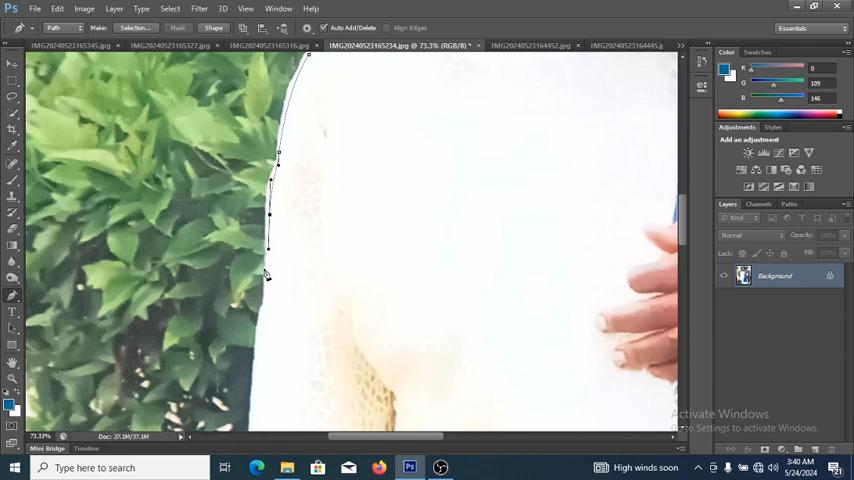 Ps File Edit Image Layer Type Select Filter 3D View Window Help
Path Make: Selection... Mask Shape Auto Add/Delete Align Edges Essentials
IMG20240523165345.jpg × IMG20240523165327.jpg × IMG20240523165316.jpg × IMG20240523165234.jpg @ 73.3% (RGB/8) * × IMG20240523164452.jpg × IMG20240523164445.j
Color Swatches
R 0
G 109
B 146
Adjustments Styles
Add an adjustment
Layers Channels Paths
Kind
Normal Opacity:
Lock: Fill:
Background
Activate Windows
Go to Settings to activate Windows.
73.33% Doc: 37.1M/37.1M
Mini Bridge Timeline
Type here to search
Ps
High winds soon
3:40 AM
5/24/2024
21